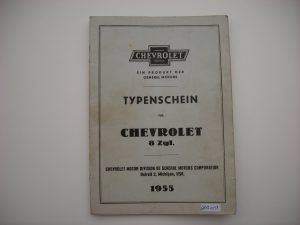 CHEVROLET
EIN PRODUKT DER
GENERAL MOTORS
TYPENSCHEIN
FÜR
CHEVROLET
8 Zyl.
CHEVROLET MOTOR DIVISION OF GENERAL MOTORS CORPORATION
Detroit 2, Michigan, USA.
1955